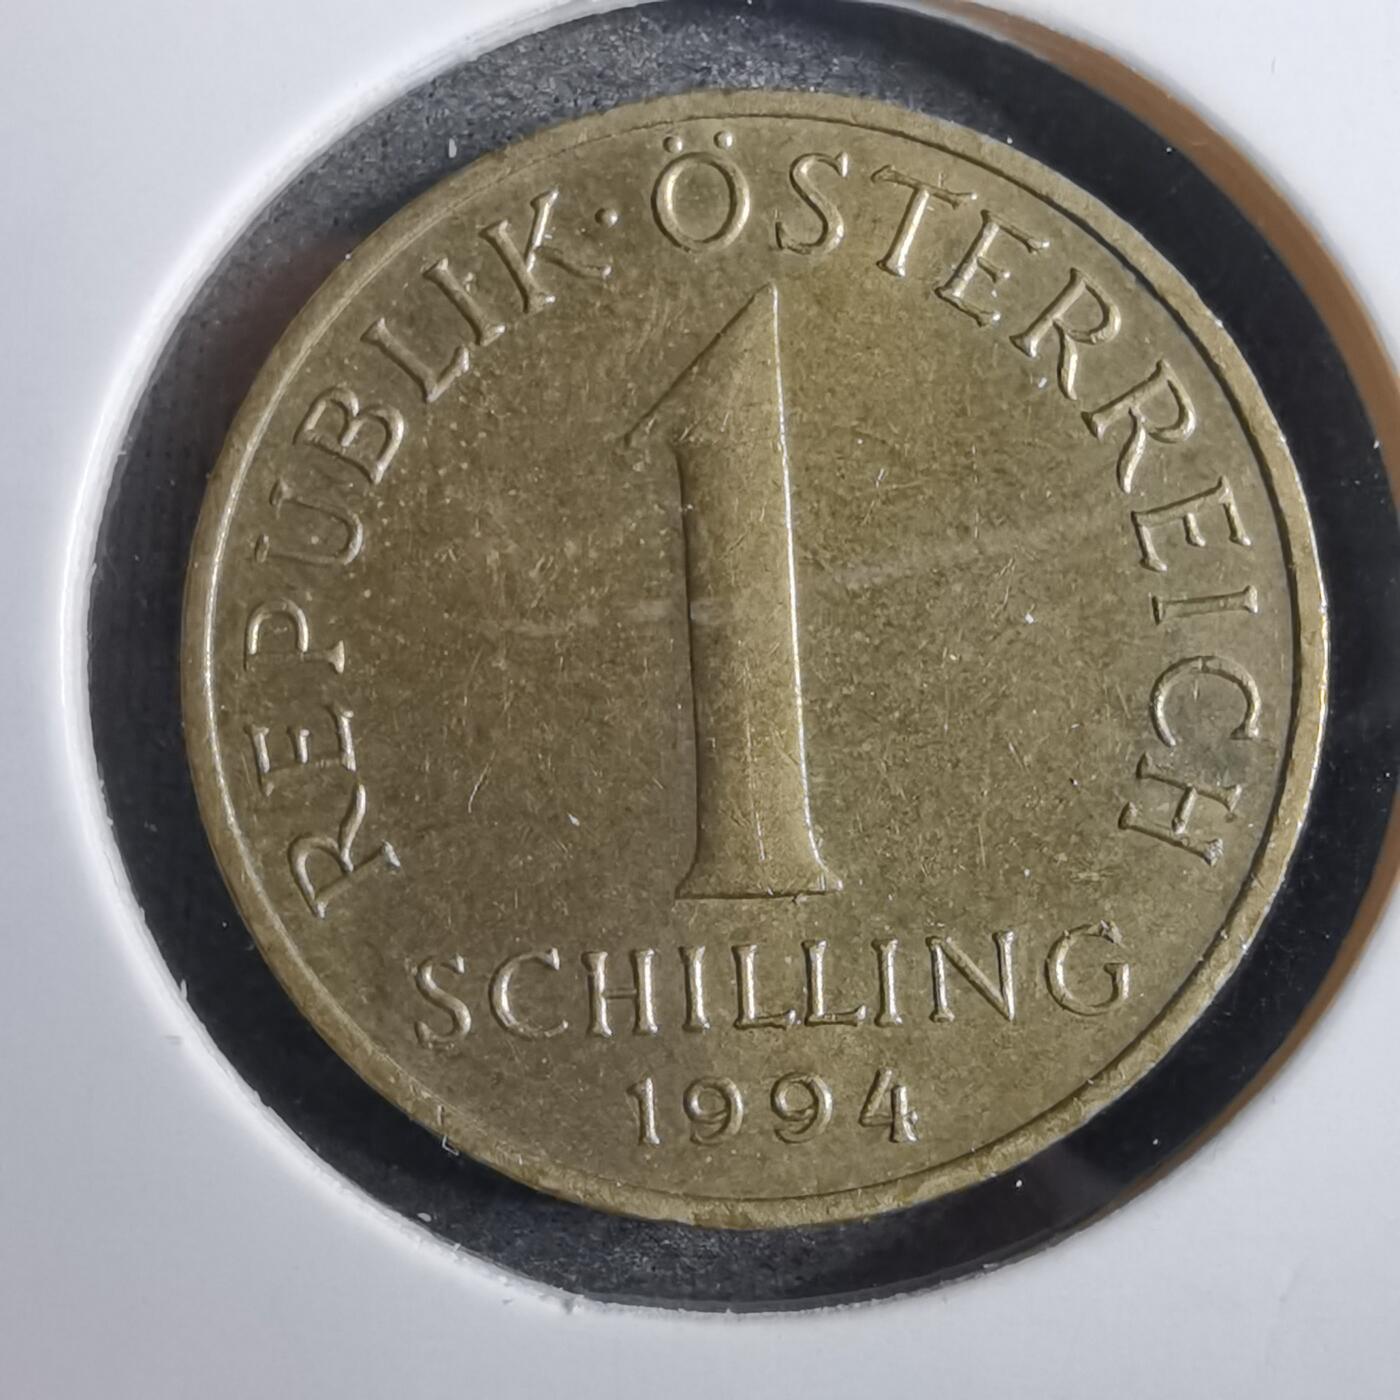 REPUBLIK · ÖSTERREICH
1
SCHILLING
1994